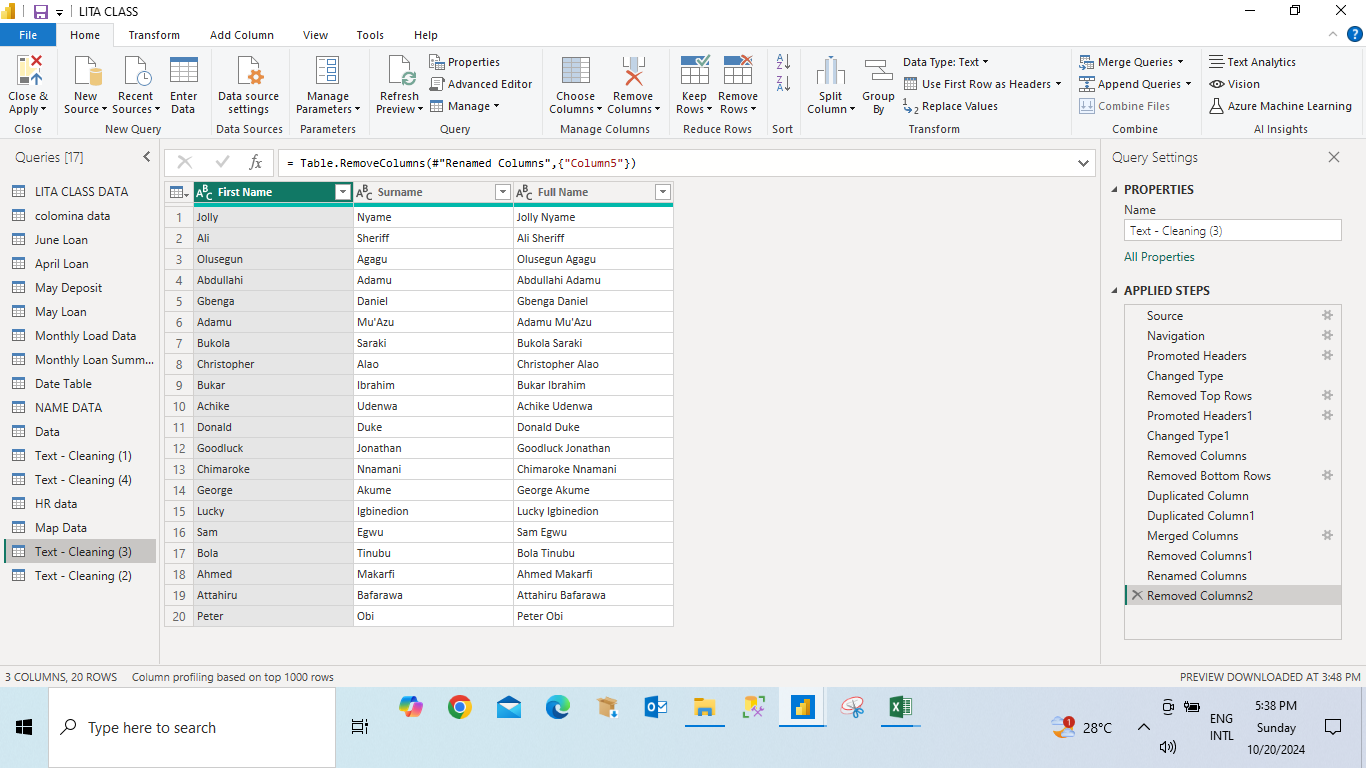 LITA CLASS
File Home Transform Add Column View Tools Help
Close & Apply
New Source
Recent Sources
Enter Data
Data source settings
Manage Parameters
Refresh Preview
Properties
Advanced Editor
Manage
Choose Columns
Remove Columns
Keep Rows
Remove Rows
Split Column
Group By
Data Type: Text
Use First Row as Headers
Replace Values
Merge Queries
Append Queries
Combine Files
Text Analytics
Vision
Azure Machine Learning
Close New Query Data Sources Parameters Query Manage Columns Reduce Rows Sort Transform Combine AI Insights
Queries [17]
LITA CLASS DATA
colomina data
June Loan
April Loan
May Deposit
May Loan
Monthly Load Data
Monthly Loan Summ...
Date Table
NAME DATA
Data
Text - Cleaning (1)
Text - Cleaning (4)
HR data
Map Data
Text - Cleaning (3)
Text - Cleaning (2)
fx = Table.RemoveColumns(#"Renamed Columns",{"Column5"})
ABC First Name ABC Surname ABC Full Name
1 Jolly Nyame Jolly Nyame
2 Ali Sheriff Ali Sheriff
3 Olusegun Agagu Olusegun Agagu
4 Abdullahi Adamu Abdullahi Adamu
5 Gbenga Daniel Gbenga Daniel
6 Adamu Mu'Azu Adamu Mu'Azu
7 Bukola Saraki Bukola Saraki
8 Christopher Alao Christopher Alao
9 Bukar Ibrahim Bukar Ibrahim
10 Achike Udenwa Achike Udenwa
11 Donald Duke Donald Duke
12 Goodluck Jonathan Goodluck Jonathan
13 Chimaroke Nnamani Chimaroke Nnamani
14 George Akume George Akume
15 Lucky Igbinedion Lucky Igbinedion
16 Sam Egwu Sam Egwu
17 Bola Tinubu Bola Tinubu
18 Ahmed Makarfi Ahmed Makarfi
19 Attahiru Bafarawa Attahiru Bafarawa
20 Peter Obi Peter Obi
Query Settings
PROPERTIES
Name
Text - Cleaning (3)
All Properties
APPLIED STEPS
Source
Navigation
Promoted Headers
Changed Type
Removed Top Rows
Promoted Headers1
Changed Type1
Removed Columns
Removed Bottom Rows
Duplicated Column
Duplicated Column1
Merged Columns
Removed Columns1
Renamed Columns
Removed Columns2
3 COLUMNS, 20 ROWS Column profiling based on top 1000 rows PREVIEW DOWNLOADED AT 3:48 PM
Type here to search
1
28°C
ENG
INTL
5:38 PM
Sunday
10/20/2024